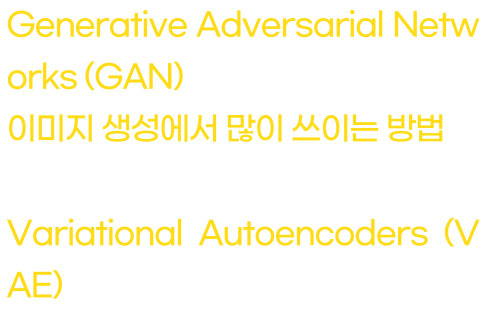 Generative Adversarial Netw
orks (GAN)
이미지 생성에서 많이 쓰이는 방법
Variational Autoencoders (V
AE)